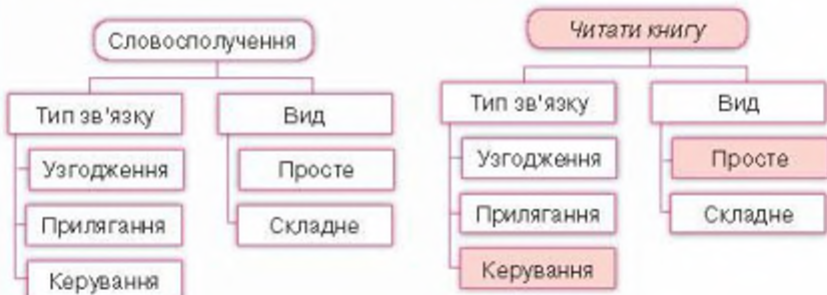 Словосполучення
Тип зв'язку
Вид
Узгодження
Просте
Прилягання
Складне
Керування
Читати книгу
Тип зв'язку
Вид
Узгодження
Просте
Прилягання
Складне
Керування